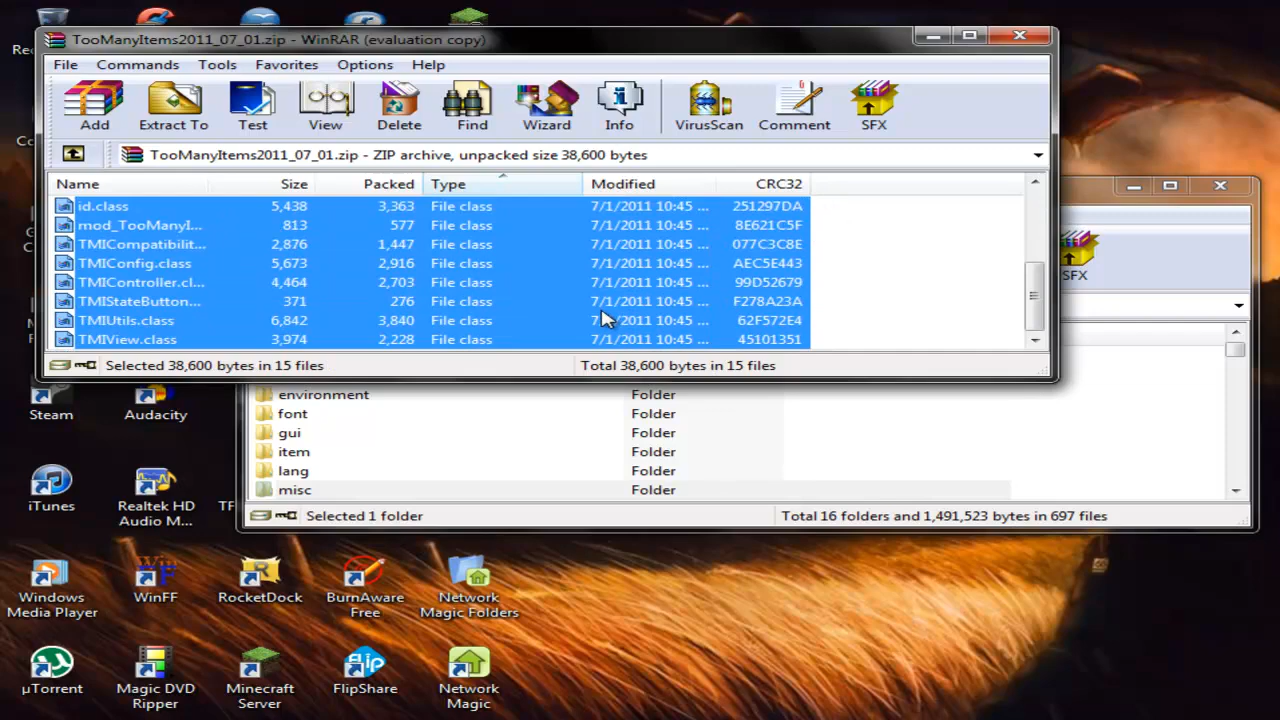 TooManyItems2011_07_01.zip - WinRAR (evaluation copy)
File Commands Tools Favorites Options Help
Add Extract To Test View Delete Find Wizard Info VirusScan Comment SFX
TooManyItems2011_07_01.zip - ZIP archive, unpacked size 38,600 bytes
Name Size Packed Type Modified CRC32
id.class 5,438 3,363 File class 7/1/2011 10:45 ... 251297DA
mod_TooManyI... 813 577 File class 7/1/2011 10:45 ... 8E621C5F
TMICompatibilit... 2,876 1,447 File class 7/1/2011 10:45 ... 077C3C8E
TMIConfig.class 5,673 2,916 File class 7/1/2011 10:45 ... AEC5E443
TMIController.cl... 4,464 2,703 File class 7/1/2011 10:45 ... 99D52679
TMIStateButton... 371 276 File class 7/1/2011 10:45 ... F278A23A
TMIUtils.class 6,842 3,840 File class 7/1/2011 10:45 ... 62F572E4
TMIView.class 3,974 2,228 File class 7/1/2011 10:45 ... 45101351
Selected 38,600 bytes in 15 files Total 38,600 bytes in 15 files
SFX
environment Folder
font Folder
gui Folder
item Folder
lang Folder
misc Folder
Selected 1 folder Total 16 folders and 1,491,523 bytes in 697 files
Steam Audacity
iTunes Realtek HD
Audio M... TF
Windows
Media Player WinFF RocketDock BurnAware
Free Network
Magic Folders
µTorrent Magic DVD
Ripper Minecraft
Server FlipShare Network
Magic